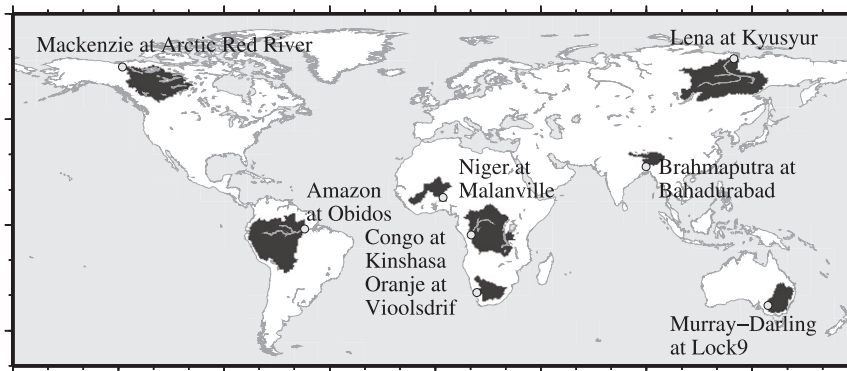 Mackenzie at Arctic Red River
Lena at Kyusyur
Niger at
Malanville
Brahmaputra at
Bahadurabad
Amazon
at Obidos
Congo at
Kinshasa
Oranje at
Vioolsdrif
Murray–Darling
at Lock9